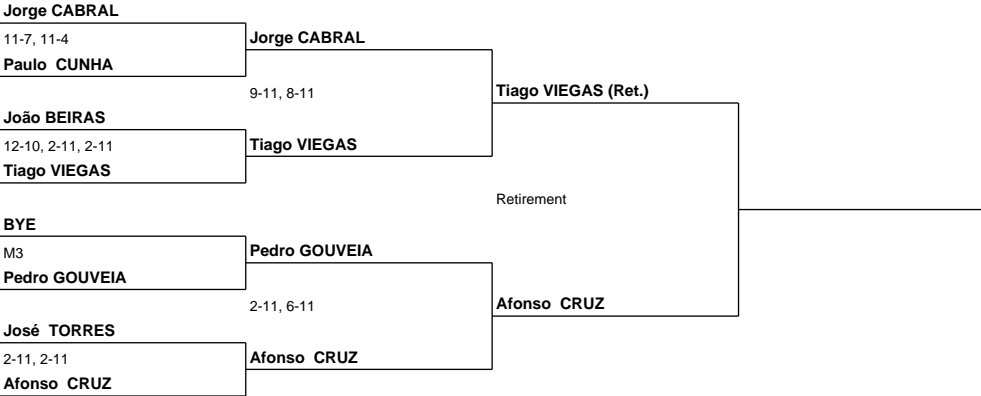 Jorge CABRAL
11-7, 11-4
Jorge CABRAL
Paulo CUNHA
9-11, 8-11
Tiago VIEGAS (Ret.)
João BEIRAS
12-10, 2-11, 2-11
Tiago VIEGAS
Tiago VIEGAS
Retirement
BYE
M3
Pedro GOUVEIA
Pedro GOUVEIA
2-11, 6-11
Afonso CRUZ
José TORRES
2-11, 2-11
Afonso CRUZ
Afonso CRUZ